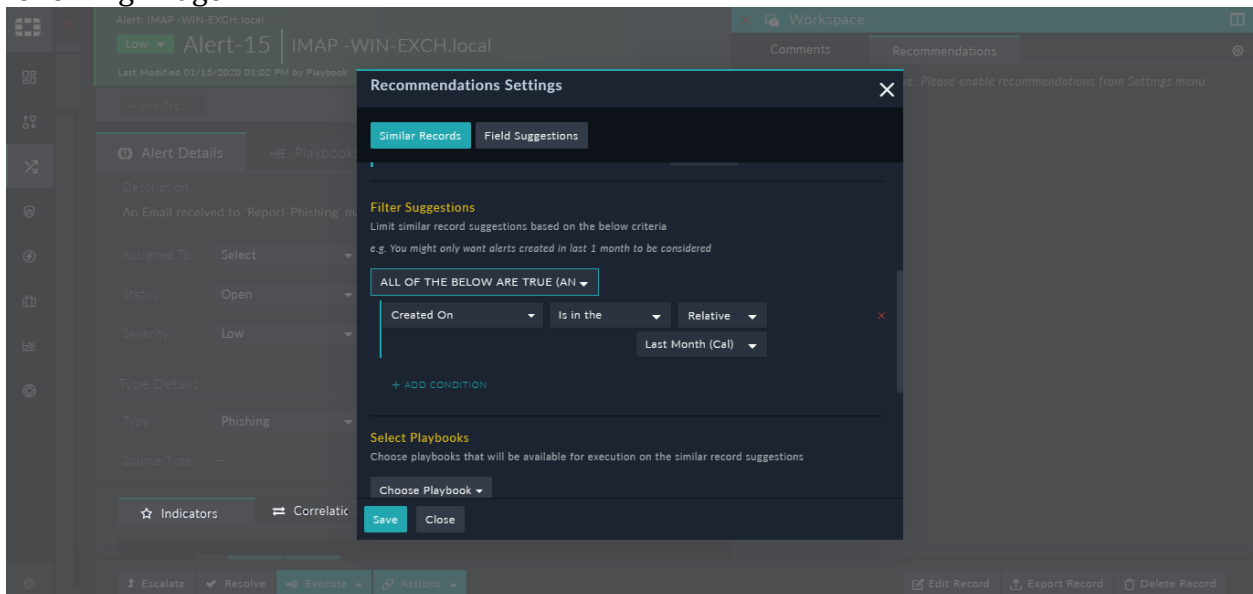 Alert: IMAP -WIN-EXCH.local
Low Alert-15 | IMAP -WIN-EXCH.local
Last Modified 01/15/2020 01:02 PM by Playbook
+ Add Tags
Alert Details Playbooks
Description
An Email received to 'Report-Phishing' m
Assigned To Select
Status Open
Severity Low
Type Details
Type Phishing
Source Type --
Indicators Correlatic
Escalate Resolve Execute Actions
Edit Record Export Record Delete Record
Workspace
Comments Recommendations
ve. Please enable recommendations from Settings menu.
Recommendations Settings
Similar Records Field Suggestions
Filter Suggestions
Limit similar record suggestions based on the below criteria
e.g. You might only want alerts created in last 1 month to be considered
ALL OF THE BELOW ARE TRUE (AN
Created On Is in the Relative
Last Month (Cal)
+ ADD CONDITION
Select Playbooks
Choose playbooks that will be available for execution on the similar record suggestions
Choose Playbook
Save Close